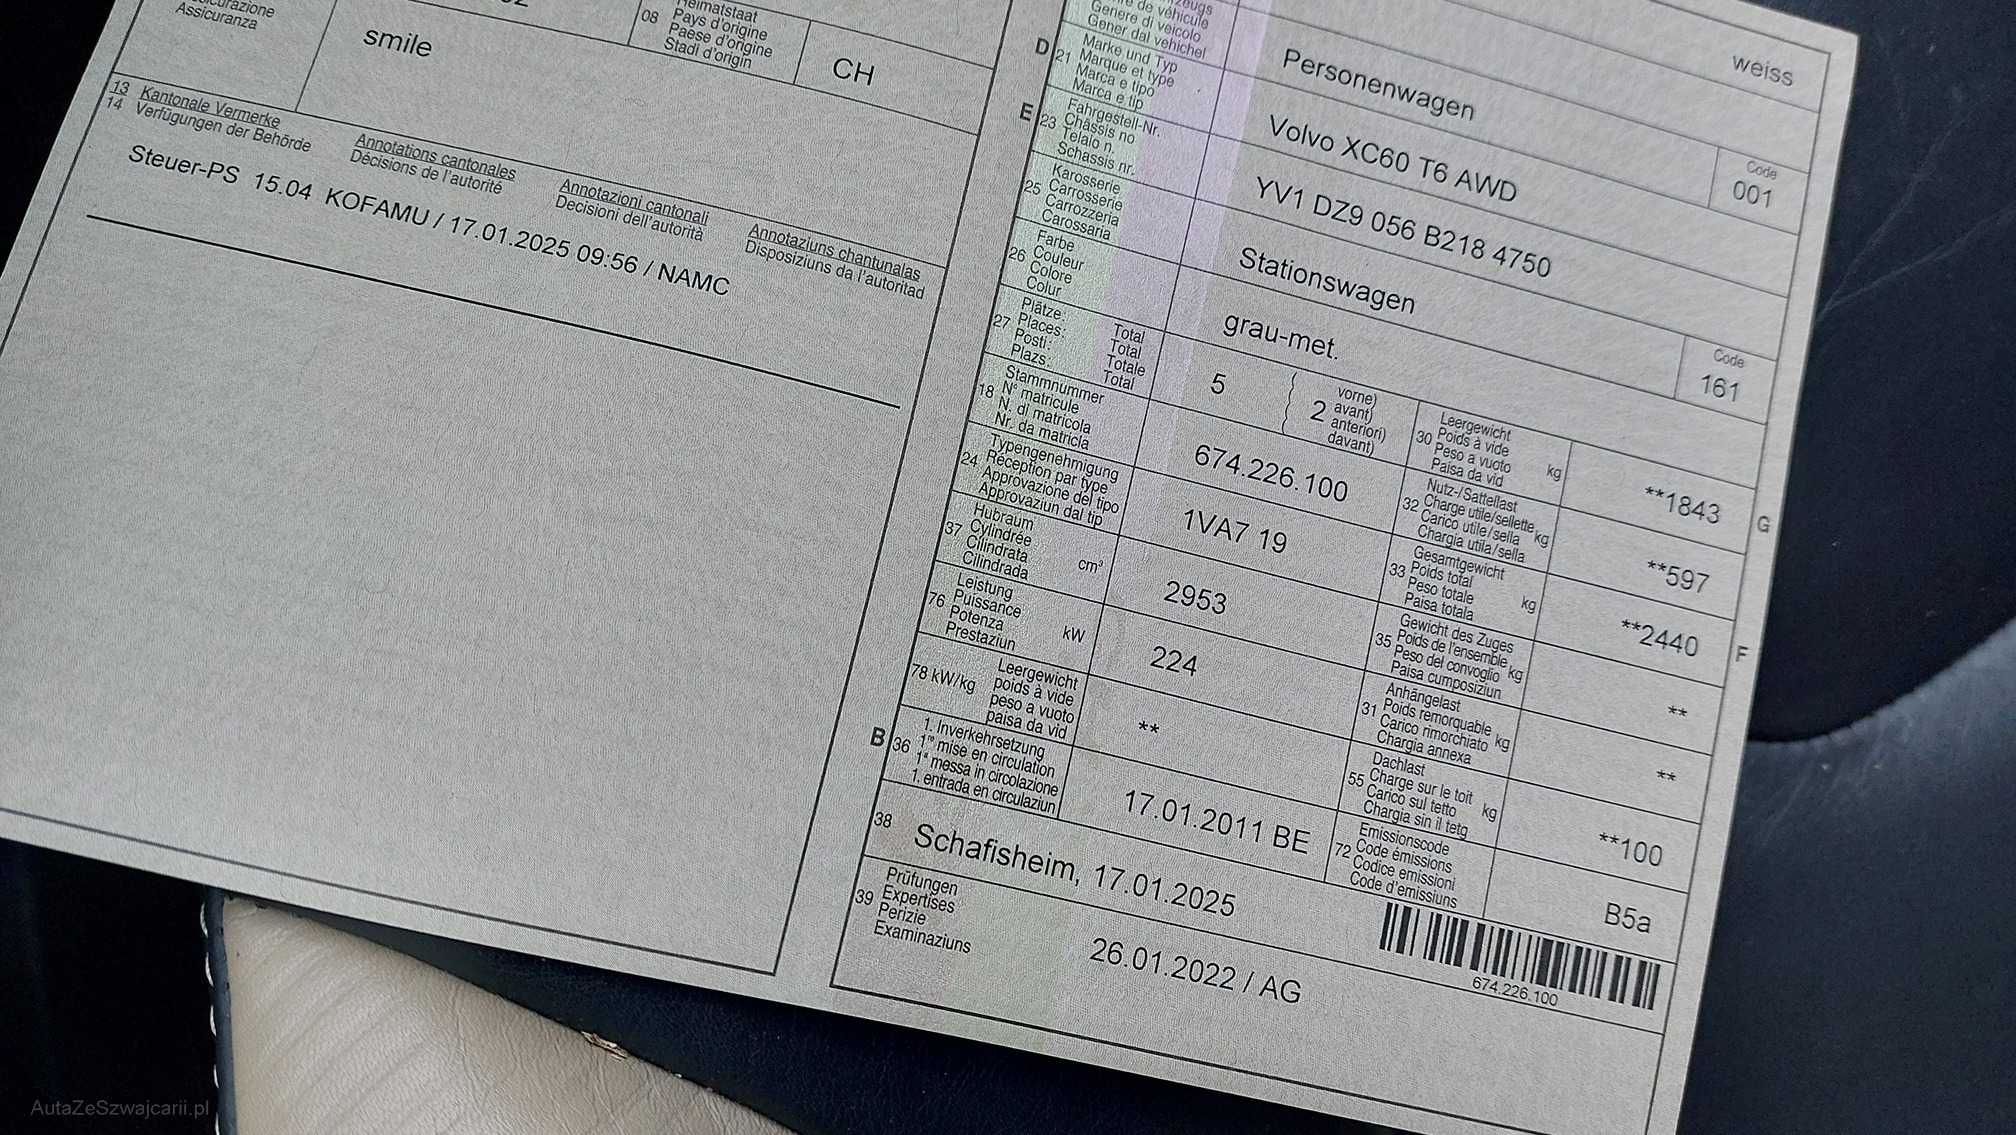 Assicuranza
smile
08
Heimatstaat
Pays d'origine
Paese d'origine
Stadi d'origin
CH
13 Kantonale Vermerke
14 Verfügungen der Behörde
Annotations cantonales
Décisions de l'autorité
Annotazioni cantonali
Decisioni dell'autorità
Annotaziuns chantunalas
Disposiziuns da l'autoritad
Steuer-PS 15.04 KOFAMU / 17.01.2025 09:56 / NAMC
weiss
Genere di veicolo
Gener dal vehichel
Personenwagen
Code
001
D
21
Marke und Typ
Marque et type
Marca e tipo
Marca e tip
Volvo XC60 T6 AWD
E
23
Fahrgestell-Nr.
Châssis no
Telaio n.
Schassis nr.
YV1 DZ9 056 B218 4750
25
Karosserie
Carrosserie
Carrozzeria
Carossaria
Stationswagen
Code
161
26
Farbe
Couleur
Colore
Colur
grau-met.
27
Plätze: Total
Places: Total
Posti: Totale
Plazs: Total
5
2
vorne)
avant)
anteriori)
davant)
30
Leergewicht
Poids à vide
Peso a vuoto
Paisa da vid
kg
**1843
G
18
Stammnummer
N° matricule
N. di matricola
Nr. da matricla
674.226.100
32
Nutz-/Sattellast
Charge utile/sellette
Carico utile/sella
Chargia utila/sella
kg
**597
24
Typengenehmigung
Réception par type
Approvazione del tipo
Approvaziun dal tip
1VA7 19
33
Gesamtgewicht
Poids total
Peso totale
Paisa totala
kg
**2440
F
37
Hubraum
Cylindrée
Cilindrata
Cilindrada
cm³
2953
35
Gewicht des Zuges
Poids de l'ensemble
Peso del convoglio
Paisa cumposiziun
kg
**
76
Leistung
Puissance
Potenza
Prestaziun
kW
224
31
Anhängelast
Poids remorquable
Carico rimorchiato
Chargia annexa
kg
**
78 kW/kg
Leergewicht
poids à vide
peso a vuoto
paisa da vid
**
55
Dachlast
Charge sur le toit
Carico sul tetto
Chargia sin il tetg
kg
**100
B
36
1. Inverkehrsetzung
1re mise en circulation
1a messa in circolazione
1. entrada en circulaziun
17.01.2011 BE
72
Emissionscode
Code émissions
Codice emissioni
Code d'emissiuns
B5a
38
Schafisheim, 17.01.2025
674.226.100
39
Prüfungen
Expertises
Perizie
Examinaziuns
26.01.2022 / AG
AutaZeSzwajcarii.pl